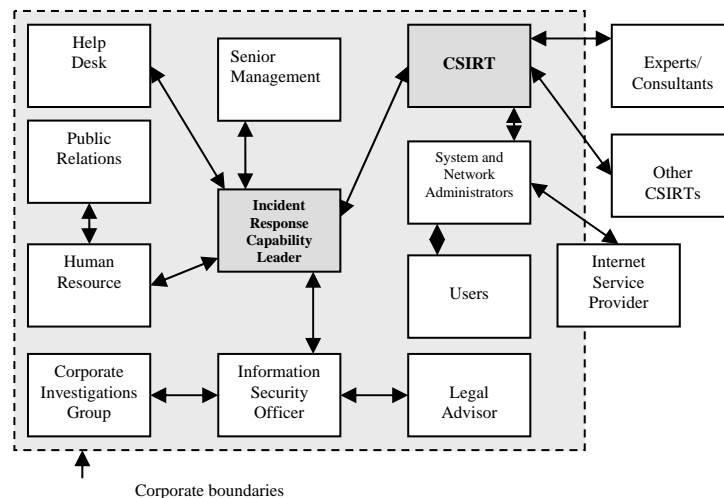 Help
Desk
Senior
Management
CSIRT
Experts/
Consultants
Public
Relations
System and
Network
Administrators
Other
CSIRTs
Incident
Response
Capability
Leader
Human
Resource
Users
Internet
Service
Provider
Corporate
Investigations
Group
Information
Security
Officer
Legal
Advisor
Corporate boundaries